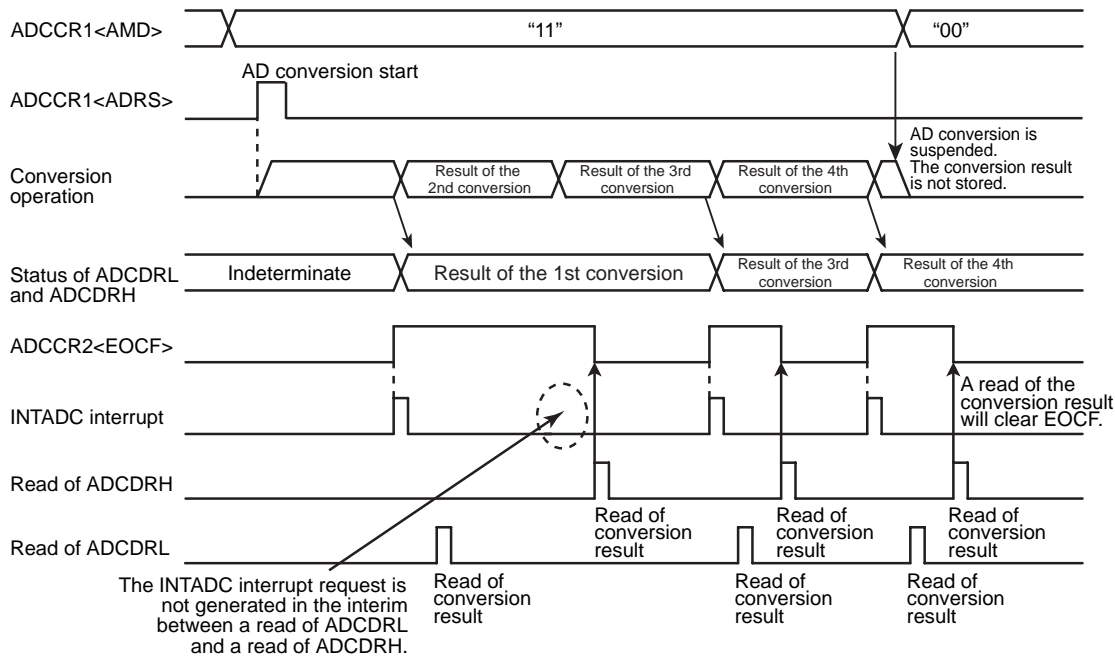 ADCCR1<AMD>
"11"
"00"
AD conversion start
ADCCR1<ADRS>
AD conversion is
suspended.
The conversion result
is not stored.
Conversion
operation
Result of the
2nd conversion
Result of the 3rd
conversion
Result of the 4th
conversion
Status of ADCDRL
and ADCDRH
Indeterminate
Result of the 1st conversion
Result of the 3rd
conversion
Result of the 4th
conversion
ADCCR2<EOCF>
INTADC interrupt
A read of the
conversion result
will clear EOCF.
Read of ADCDRH
Read of
conversion
result
Read of
conversion
result
Read of
conversion
result
Read of ADCDRL
Read of
conversion
result
Read of
conversion
result
Read of
conversion
result
The INTADC interrupt request is
not generated in the interim
between a read of ADCDRL
and a read of ADCDRH.